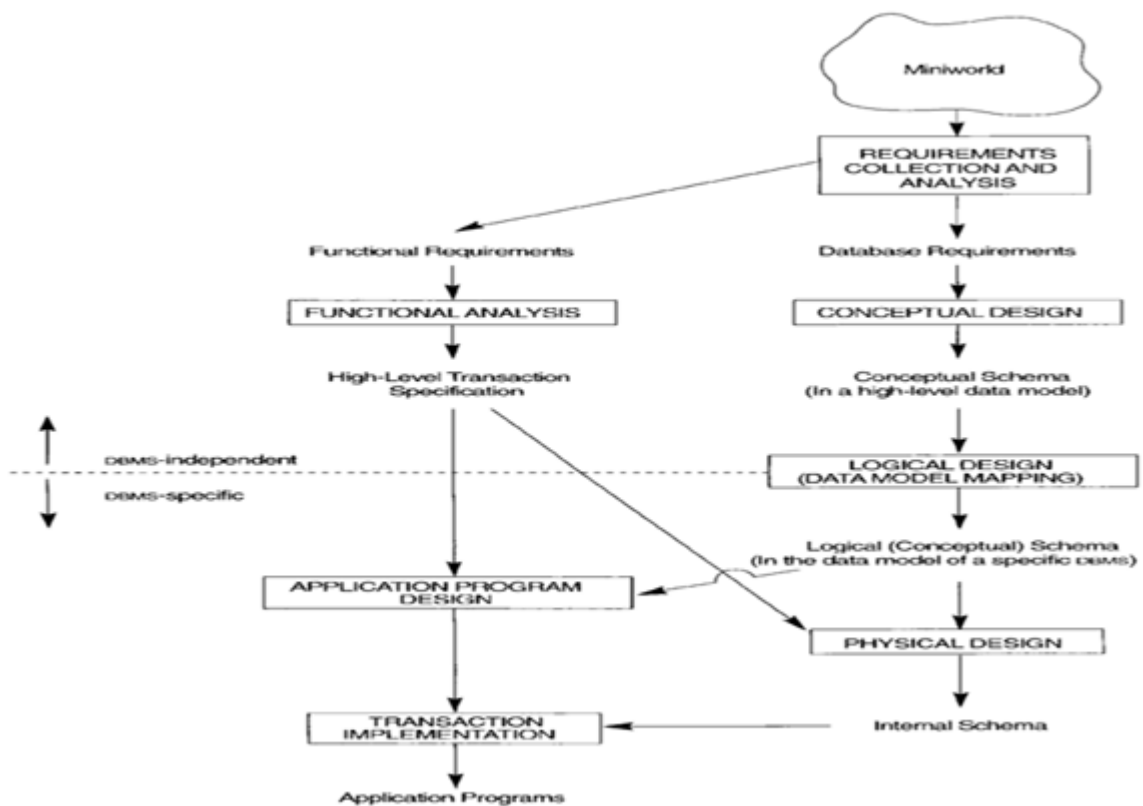 Miniworld
REQUIREMENTS
COLLECTION AND
ANALYSIS
Functional Requirements
Database Requirements
FUNCTIONAL ANALYSIS
CONCEPTUAL DESIGN
High-Level Transaction
Specification
Conceptual Schema
(In a high-level data model)
DBMS-independent
LOGICAL DESIGN
(DATA MODEL MAPPING)
DBMS-specific
Logical (Conceptual) Schema
(In the data model of a specific DBMS)
APPLICATION PROGRAM
DESIGN
PHYSICAL DESIGN
TRANSACTION
IMPLEMENTATION
Internal Schema
Application Programs